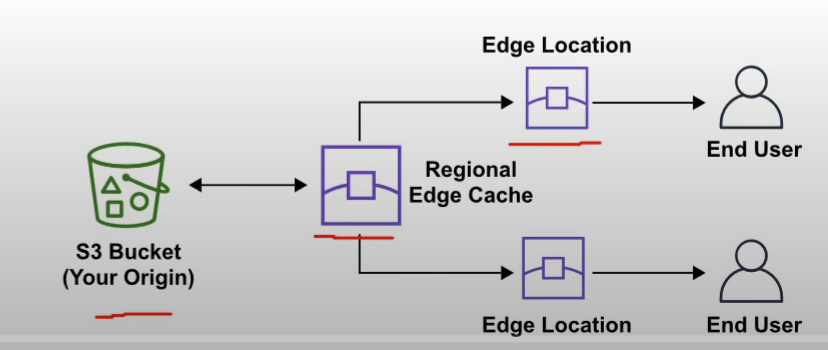 Edge Location
End User
Regional
Edge Cache
S3 Bucket
(Your Origin)
Edge Location
End User